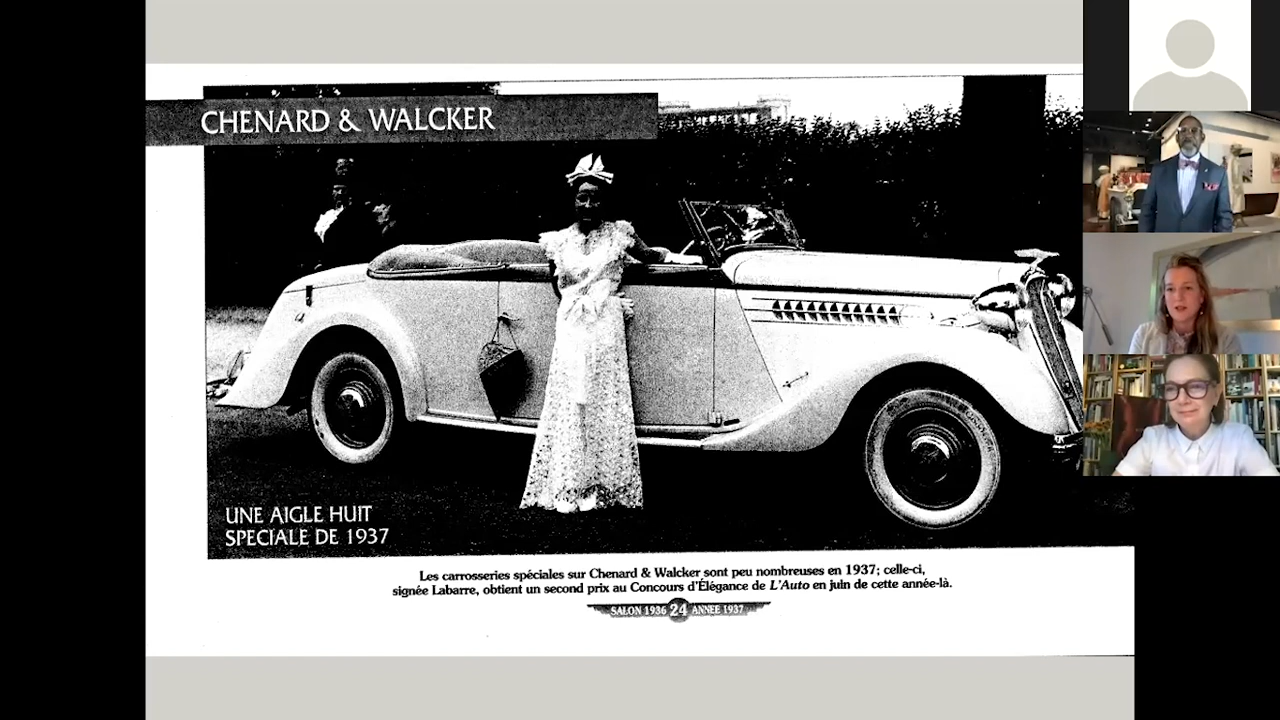 CHENARD & WALCKER
UNE AIGLE HUIT
SPECIALE DE 1937
Les carrosseries spéciales sur Chenard & Walcker sont peu nombreuses en 1937; celle-ci,
signée Labarre, obtient un second prix au Concours d'Élégance de L'Auto en juin de cette année-là.
SALON 1936 24 ANNEE 1937